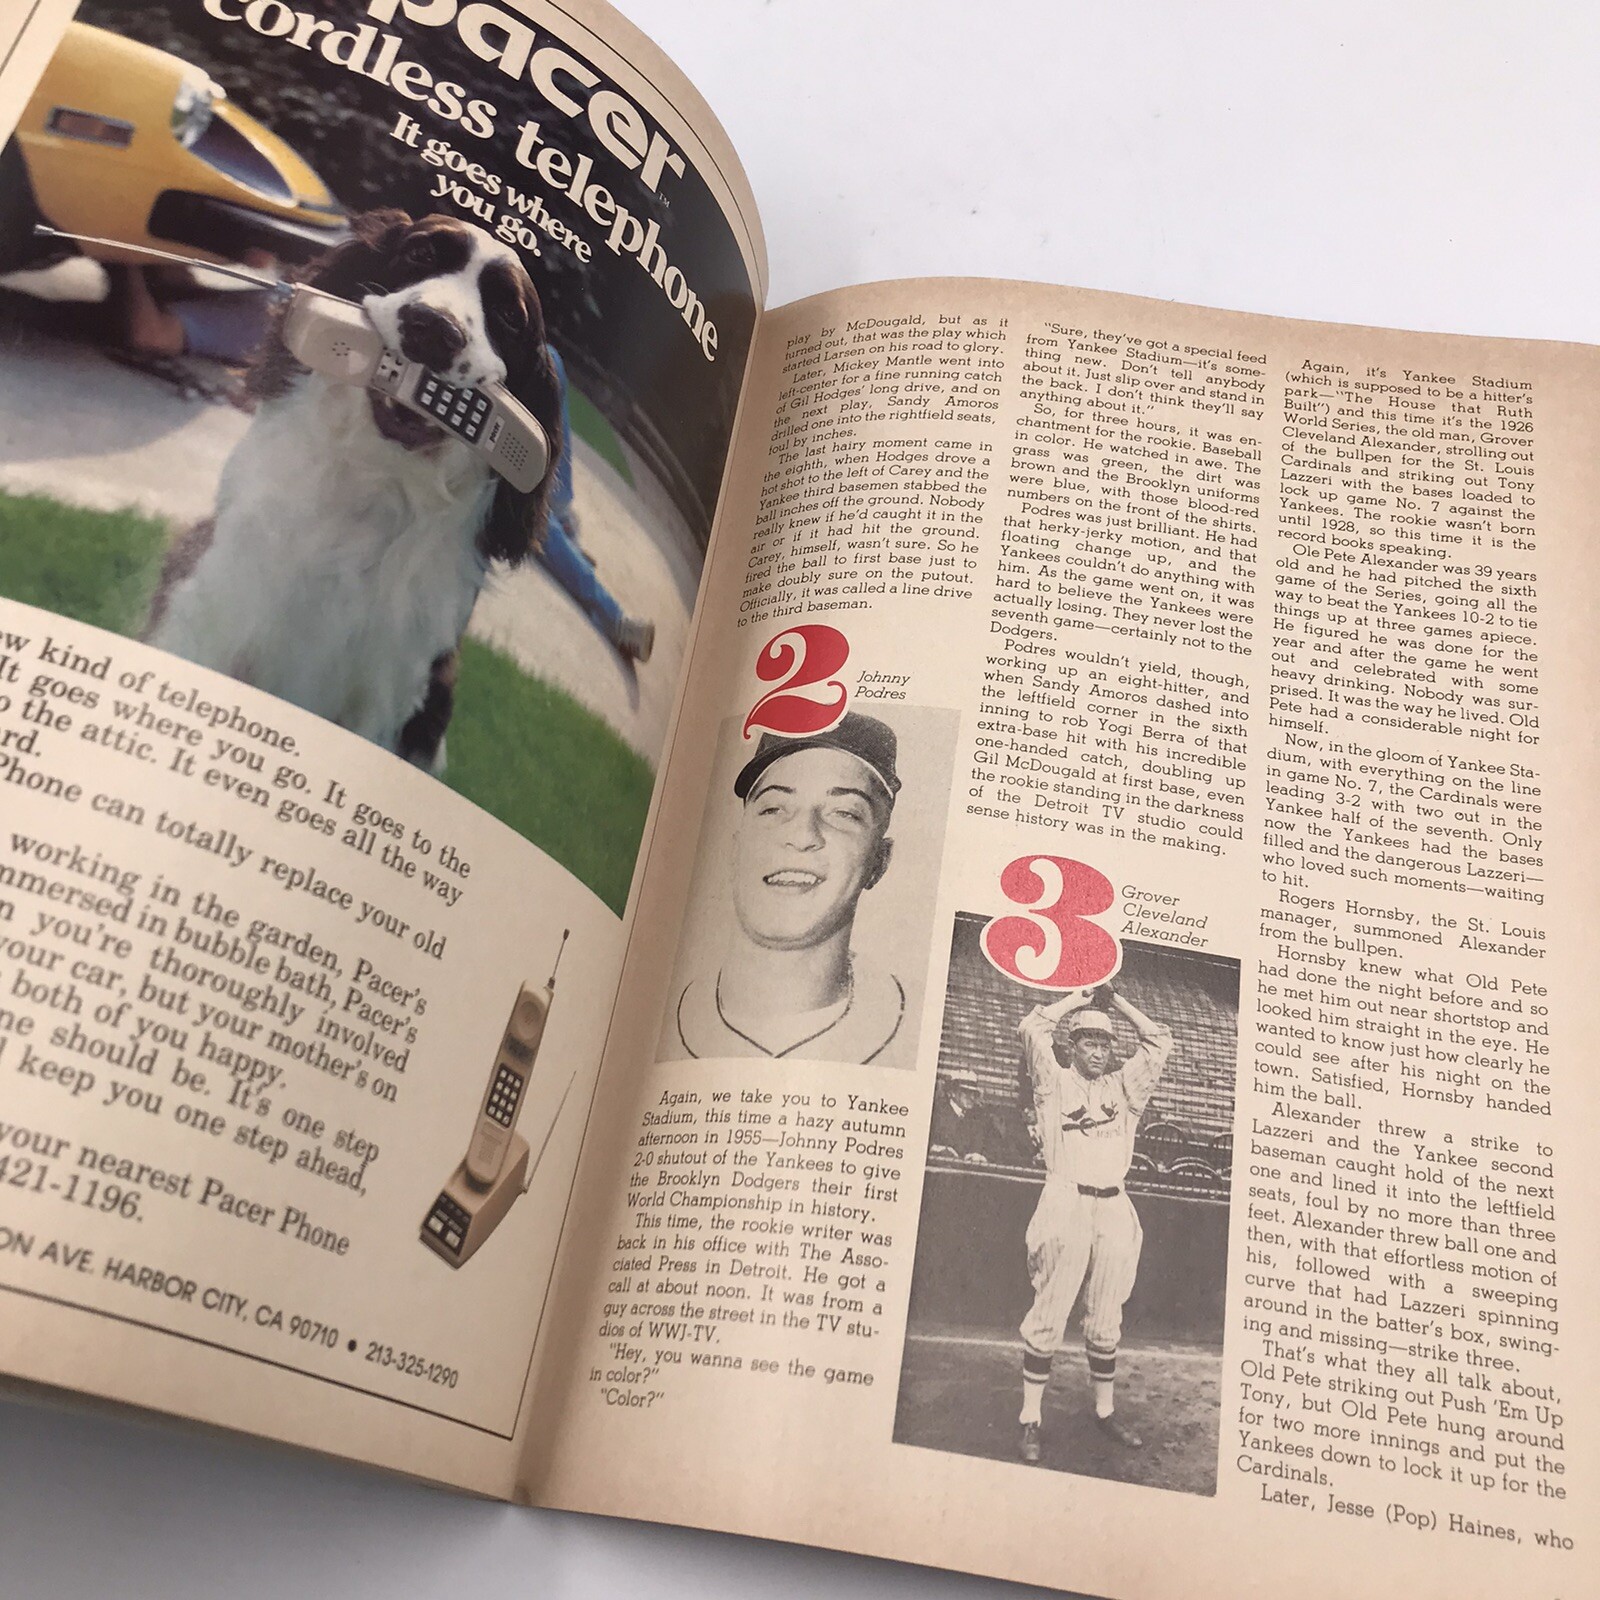 pacer™
cordless telephone
It goes where
you go.
pacer
kind of telephone.
It goes where you go. It goes to the
the attic. It even goes all the way
Phone can totally replace your old
working in the garden, Pacer's
immersed in bubble bath, Pacer's
you're thoroughly involved
your car, but your mother's on
both of you happy.
should be. It's one step
keep you one step ahead,
your nearest Pacer Phone
421-1196.
AVE. HARBOR CITY, CA 90710 • 213-325-1290
play by McDougald, but as it
turned out, that was the play which
started Larsen on his road to glory.
Later, Mickey Mantle went into
left-center for a fine running catch
of Gil Hodges' long drive, and on
the next play, Sandy Amoros
drilled one into the rightfield seats,
foul by inches.
The last hairy moment came in
the eighth, when Hodges drove a
hot shot to the left of Carey and the
Yankee third basemen stabbed the
ball inches off the ground. Nobody
really knew if he'd caught it in the
air or if it had hit the ground.
Carey, himself, wasn't sure. So he
fired the ball to first base just to
make doubly sure on the putout.
Officially, it was called a line drive
to the third baseman.
2
Johnny
Podres
Again, we take you to Yankee
Stadium, this time a hazy autumn
afternoon in 1955—Johnny Podres
2-0 shutout of the Yankees to give
the Brooklyn Dodgers their first
World Championship in history.
This time, the rookie writer was
back in his office with The Asso-
ciated Press in Detroit. He got a
call at about noon. It was from a
guy across the street in the TV stu-
dios of WWJ-TV.
"Hey, you wanna see the game
in color?"
"Color?"
"Sure, they've got a special feed
from Yankee Stadium—it's some-
thing new. Don't tell anybody
about it. Just slip over and stand in
the back. I don't think they'll say
anything about it."
So, for three hours, it was en-
chantment for the rookie. Baseball
in color. He watched in awe. The
grass was green, the dirt was
brown and the Brooklyn uniforms
were blue, with those blood-red
numbers on the front of the shirts.
Podres was just brilliant. He had
that herky-jerky motion, and that
floating change up, and the
Yankees couldn't do anything with
him. As the game went on, it was
hard to believe the Yankees were
actually losing. They never lost the
seventh game—certainly not to the
Dodgers.
Podres wouldn't yield, though,
working up an eight-hitter, and
when Sandy Amoros dashed into
the leftfield corner in the sixth
inning to rob Yogi Berra of that
extra-base hit with his incredible
one-handed catch, doubling up
Gil McDougald at first base, even
the rookie standing in the darkness
of the Detroit TV studio could
sense history was in the making.
3
Grover
Cleveland
Alexander
Again, it's Yankee Stadium
(which is supposed to be a hitter's
park—"The House that Ruth
Built") and this time it's the 1926
World Series, the old man, Grover
Cleveland Alexander, strolling out
of the bullpen for the St. Louis
Cardinals and striking out Tony
Lazzeri with the bases loaded to
lock up game No. 7 against the
Yankees. The rookie wasn't born
until 1928, so this time it is the
record books speaking.
Ole Pete Alexander was 39 years
old and he had pitched the sixth
game of the Series, going all the
way to beat the Yankees 10-2 to tie
things up at three games apiece.
He figured he was done for the
year and after the game he went
out and celebrated with some
heavy drinking. Nobody was sur-
prised. It was the way he lived. Old
Pete had a considerable night for
himself.
Now, in the gloom of Yankee Sta-
dium, with everything on the line
in game No. 7, the Cardinals were
leading 3-2 with two out in the
Yankee half of the seventh. Only
now the Yankees had the bases
filled and the dangerous Lazzeri—
who loved such moments—waiting
to hit.
Rogers Hornsby, the St. Louis
manager, summoned Alexander
from the bullpen.
Hornsby knew what Old Pete
had done the night before and so
he met him out near shortstop and
looked him straight in the eye. He
wanted to know just how clearly he
could see after his night on the
town. Satisfied, Hornsby handed
him the ball.
Alexander threw a strike to
Lazzeri and the Yankee second
baseman caught hold of the next
one and lined it into the leftfield
seats, foul by no more than three
feet. Alexander threw ball one and
then, with that effortless motion of
his, followed with a sweeping
curve that had Lazzeri spinning
around in the batter's box, swing-
ing and missing—strike three.
That's what they all talk about,
Old Pete striking out Push 'Em Up
Tony, but Old Pete hung around
for two more innings and put the
Yankees down to lock it up for the
Cardinals.
Later, Jesse (Pop) Haines, who